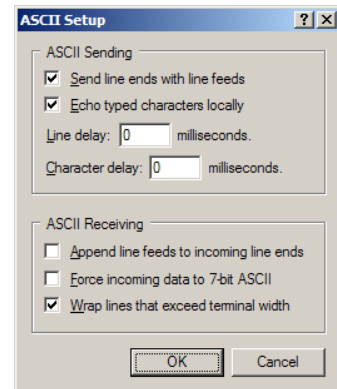 ASCII Setup
ASCII Sending
Send line ends with line feeds
Echo typed characters locally
Line delay: 0 milliseconds.
Character delay: 0 milliseconds.
ASCII Receiving
Append line feeds to incoming line ends
Force incoming data to 7-bit ASCII
Wrap lines that exceed terminal width
OK Cancel